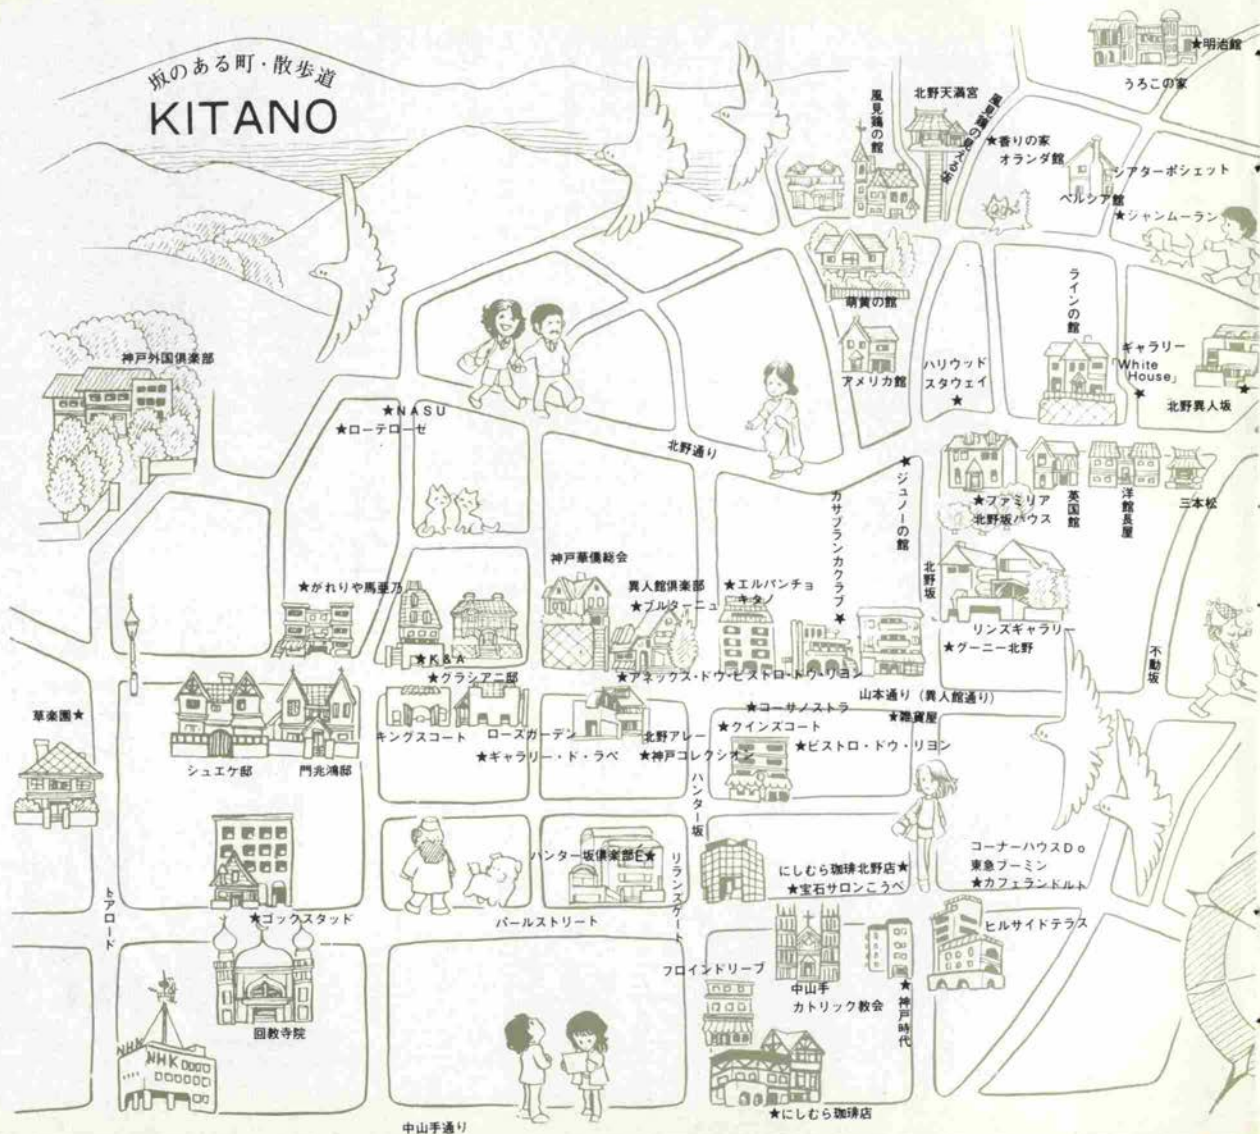 坂のある町・散歩道
KITANO
★明治館
うろこの家
北野天満宮
風見鶏の館
風見鶏の見える坂
★香りの家
オランダ館
ペルシア館
シアターポシェット
★ジャンムーラン
萌黄の館
アメリカ館
ハリウッド
スタウェイ
★
ラインの館
ギャラリー
「White
House」
★
北野異人坂
★
神戸外国倶楽部
★NASU
★ローテローゼ
北野通り
★ジュノーの館
カサブランカクラブ★
★ファミリア
北野坂ハウス
英国館
洋館長屋
三本松
北野坂
リンズギャラリー
★グーニー北野
不動坂
★がれりや馬亜乃
神戸華僑総会
異人館倶楽部
★ブルターニュ
★エルパンチョ
キタノ
★K&A
★グラシアニ邸
★アネックス・ドゥ・ビストロ・ドゥ・リヨン
山本通り(異人館通り)
草楽園★
シュエケ邸
門兆鴻邸
キングスコート
ローズガーデン
★ギャラリー・ド・ラペ
北野アレー
★神戸コレクシオン
★コーサノストラ
★クインズコート
★雑貨屋
★ビストロ・ドゥ・リヨン
ハンター坂
ハンター坂倶楽部É★
リランズゲート
にしむら珈琲北野店★
★宝石サロンこうべ
コーナーハウスDo
東急ブーミン
★カフェランドルト
トアロード
★ゴックスタッド
パールストリート
ヒルサイドテラス
フロインドリーブ
中山手
カトリック教会
★神戸時代
回教寺院
NHK
NHK
★にしむら珈琲店
中山手通り